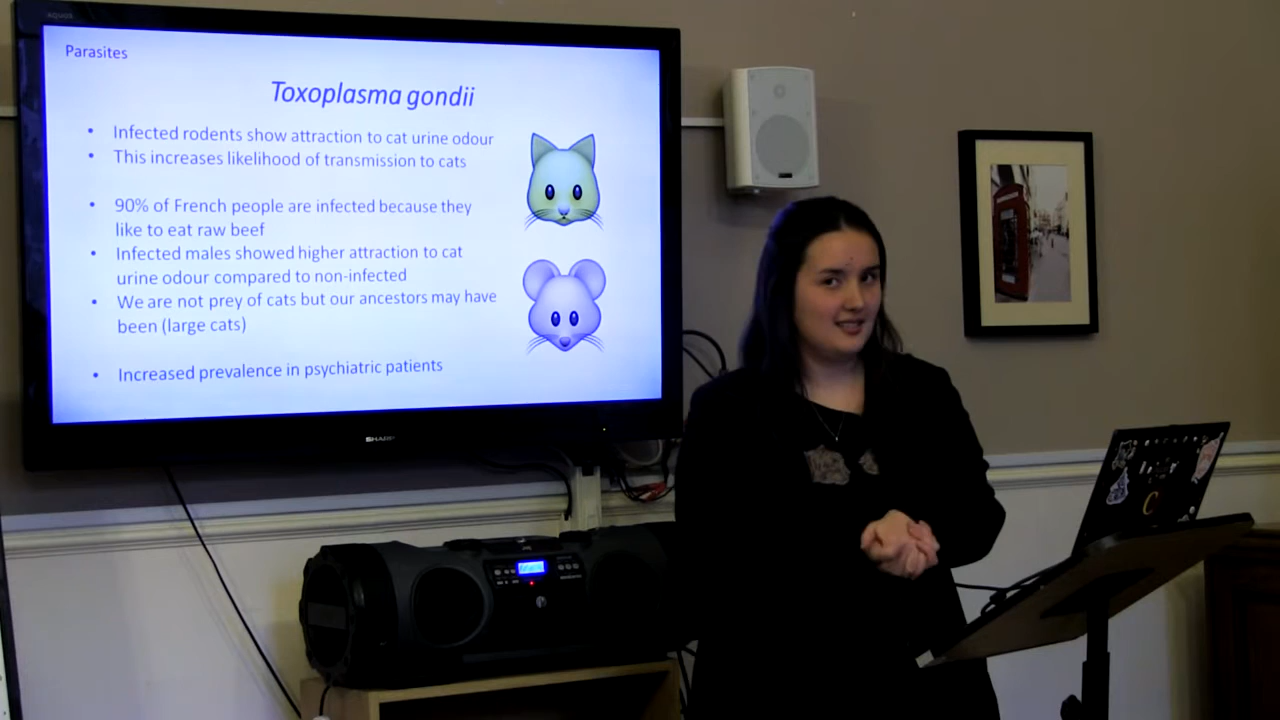 AQUOS
Parasites
Toxoplasma gondii
• Infected rodents show attraction to cat urine odour
• This increases likelihood of transmission to cats
• 90% of French people are infected because they
like to eat raw beef
• Infected males showed higher attraction to cat
urine odour compared to non-infected
• We are not prey of cats but our ancestors may have
been (large cats)
• Increased prevalence in psychiatric patients
SHARP